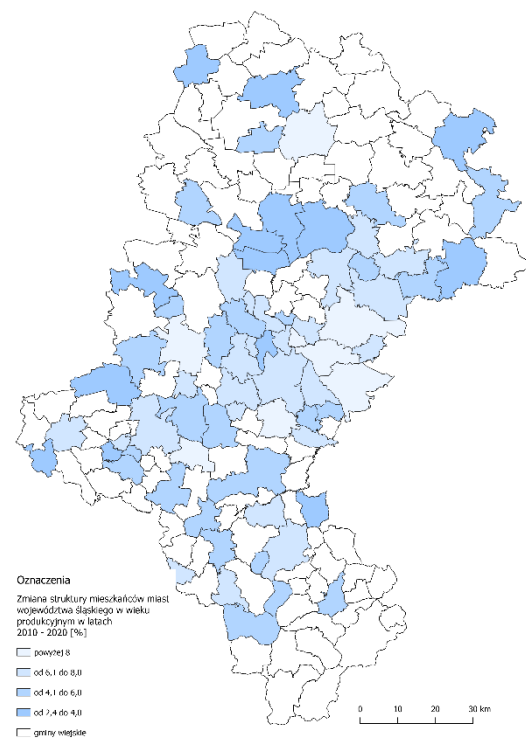 Oznaczenia
Zmiana struktury mieszkańców miast
województwa śląskiego w wieku
produkcyjnym w latach
2010 - 2020 [%]
powyżej 8
od 6,1 do 8,0
od 4,1 do 6,0
od 2,4 do 4,0
gminy wiejskie
0 10 20 30 km